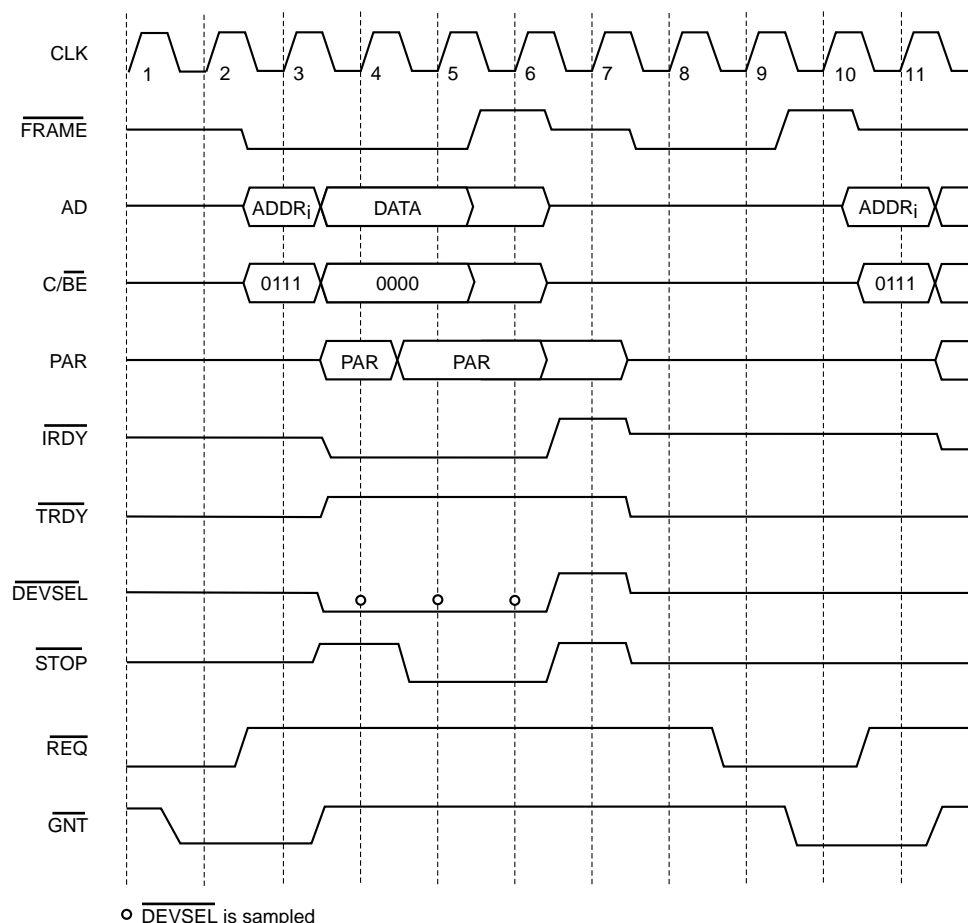 CLK
1 2 3 4 5 6 7 8 9 10 11
FRAME
AD ADDRi DATA ADDRi
C/BE 0111 0000 0111
PAR PAR PAR
IRDY
TRDY
DEVSEL
STOP
REQ
GNT
DEVSEL is sampled